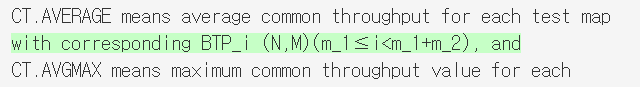 CT.AVERAGE means average common throughput for each test map
with corresponding BTP_i (N,M)(m_1≤i<m_1+m_2), and
CT.AVGMAX means maximum common throughput value for each